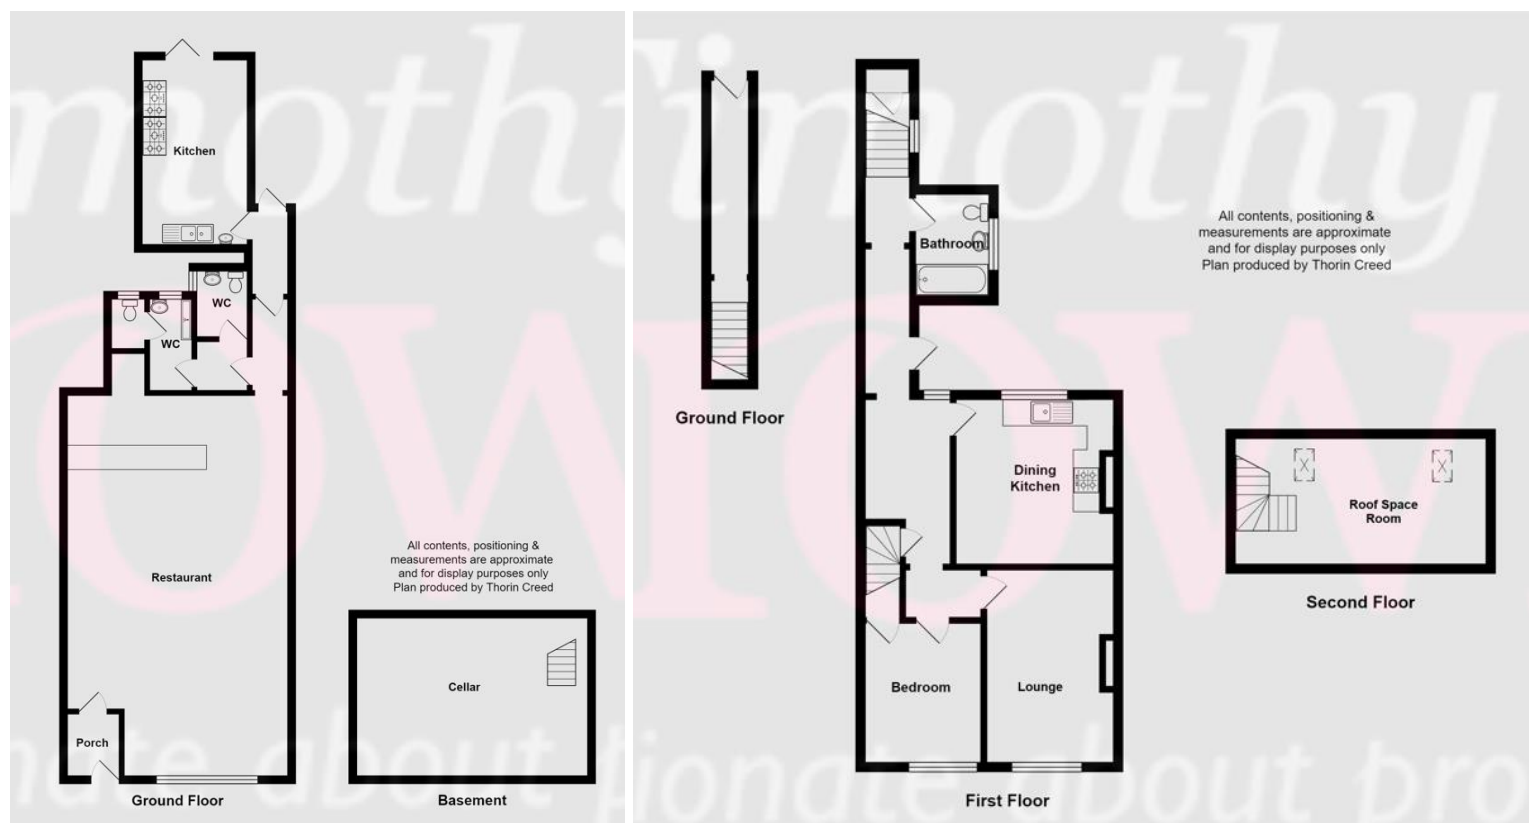 Kitchen
WC
WC
Restaurant
Porch
Ground Floor
All contents, positioning &
measurements are approximate
and for display purposes only
Plan produced by Thorin Creed
Cellar
Basement
Ground Floor
Bathroom
Dining
Kitchen
Bedroom
Lounge
First Floor
All contents, positioning &
measurements are approximate
and for display purposes only
Plan produced by Thorin Creed
Roof Space
Room
Second Floor